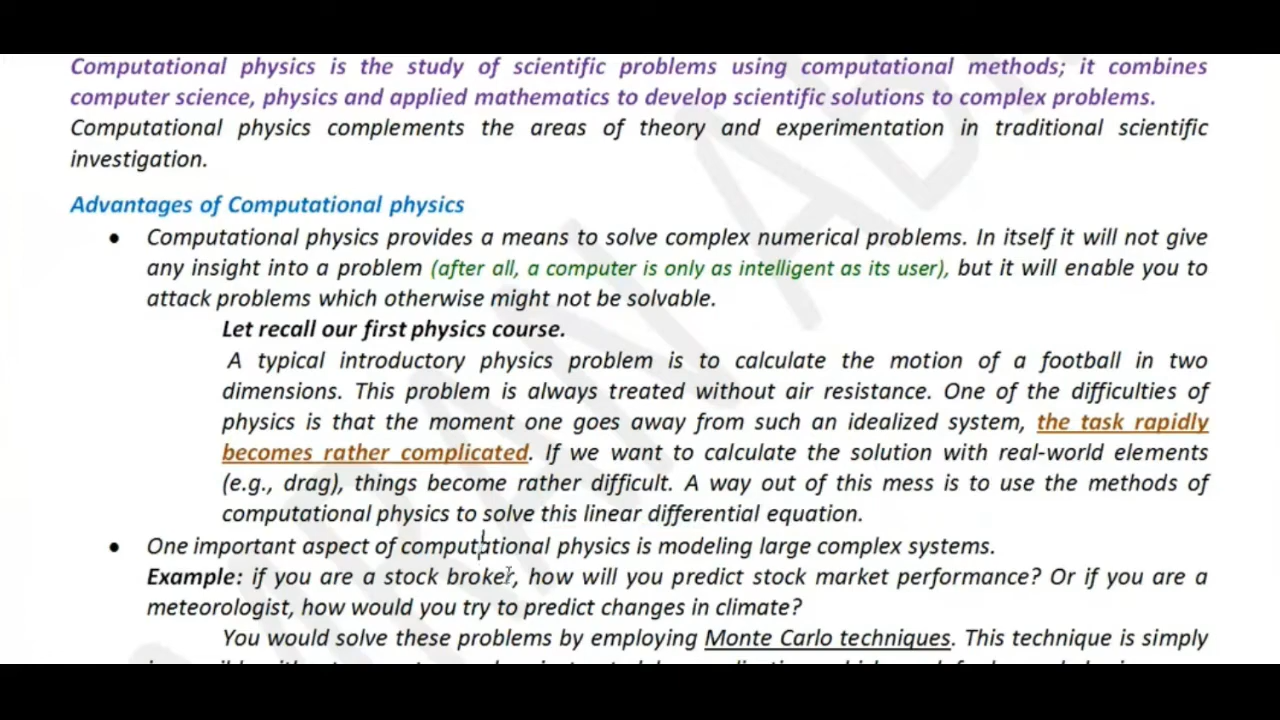 Computational physics is the study of scientific problems using computational methods; it combines
computer science, physics and applied mathematics to develop scientific solutions to complex problems.
Computational physics complements the areas of theory and experimentation in traditional scientific
investigation.
Advantages of Computational physics
• Computational physics provides a means to solve complex numerical problems. In itself it will not give
any insight into a problem (after all, a computer is only as intelligent as its user), but it will enable you to
attack problems which otherwise might not be solvable.
Let recall our first physics course.
A typical introductory physics problem is to calculate the motion of a football in two
dimensions. This problem is always treated without air resistance. One of the difficulties of
physics is that the moment one goes away from such an idealized system, the task rapidly
becomes rather complicated. If we want to calculate the solution with real-world elements
(e.g., drag), things become rather difficult. A way out of this mess is to use the methods of
computational physics to solve this linear differential equation.
• One important aspect of computational physics is modeling large complex systems.
Example: if you are a stock broker, how will you predict stock market performance? Or if you are a
meteorologist, how would you try to predict changes in climate?
You would solve these problems by employing Monte Carlo techniques. This technique is simply